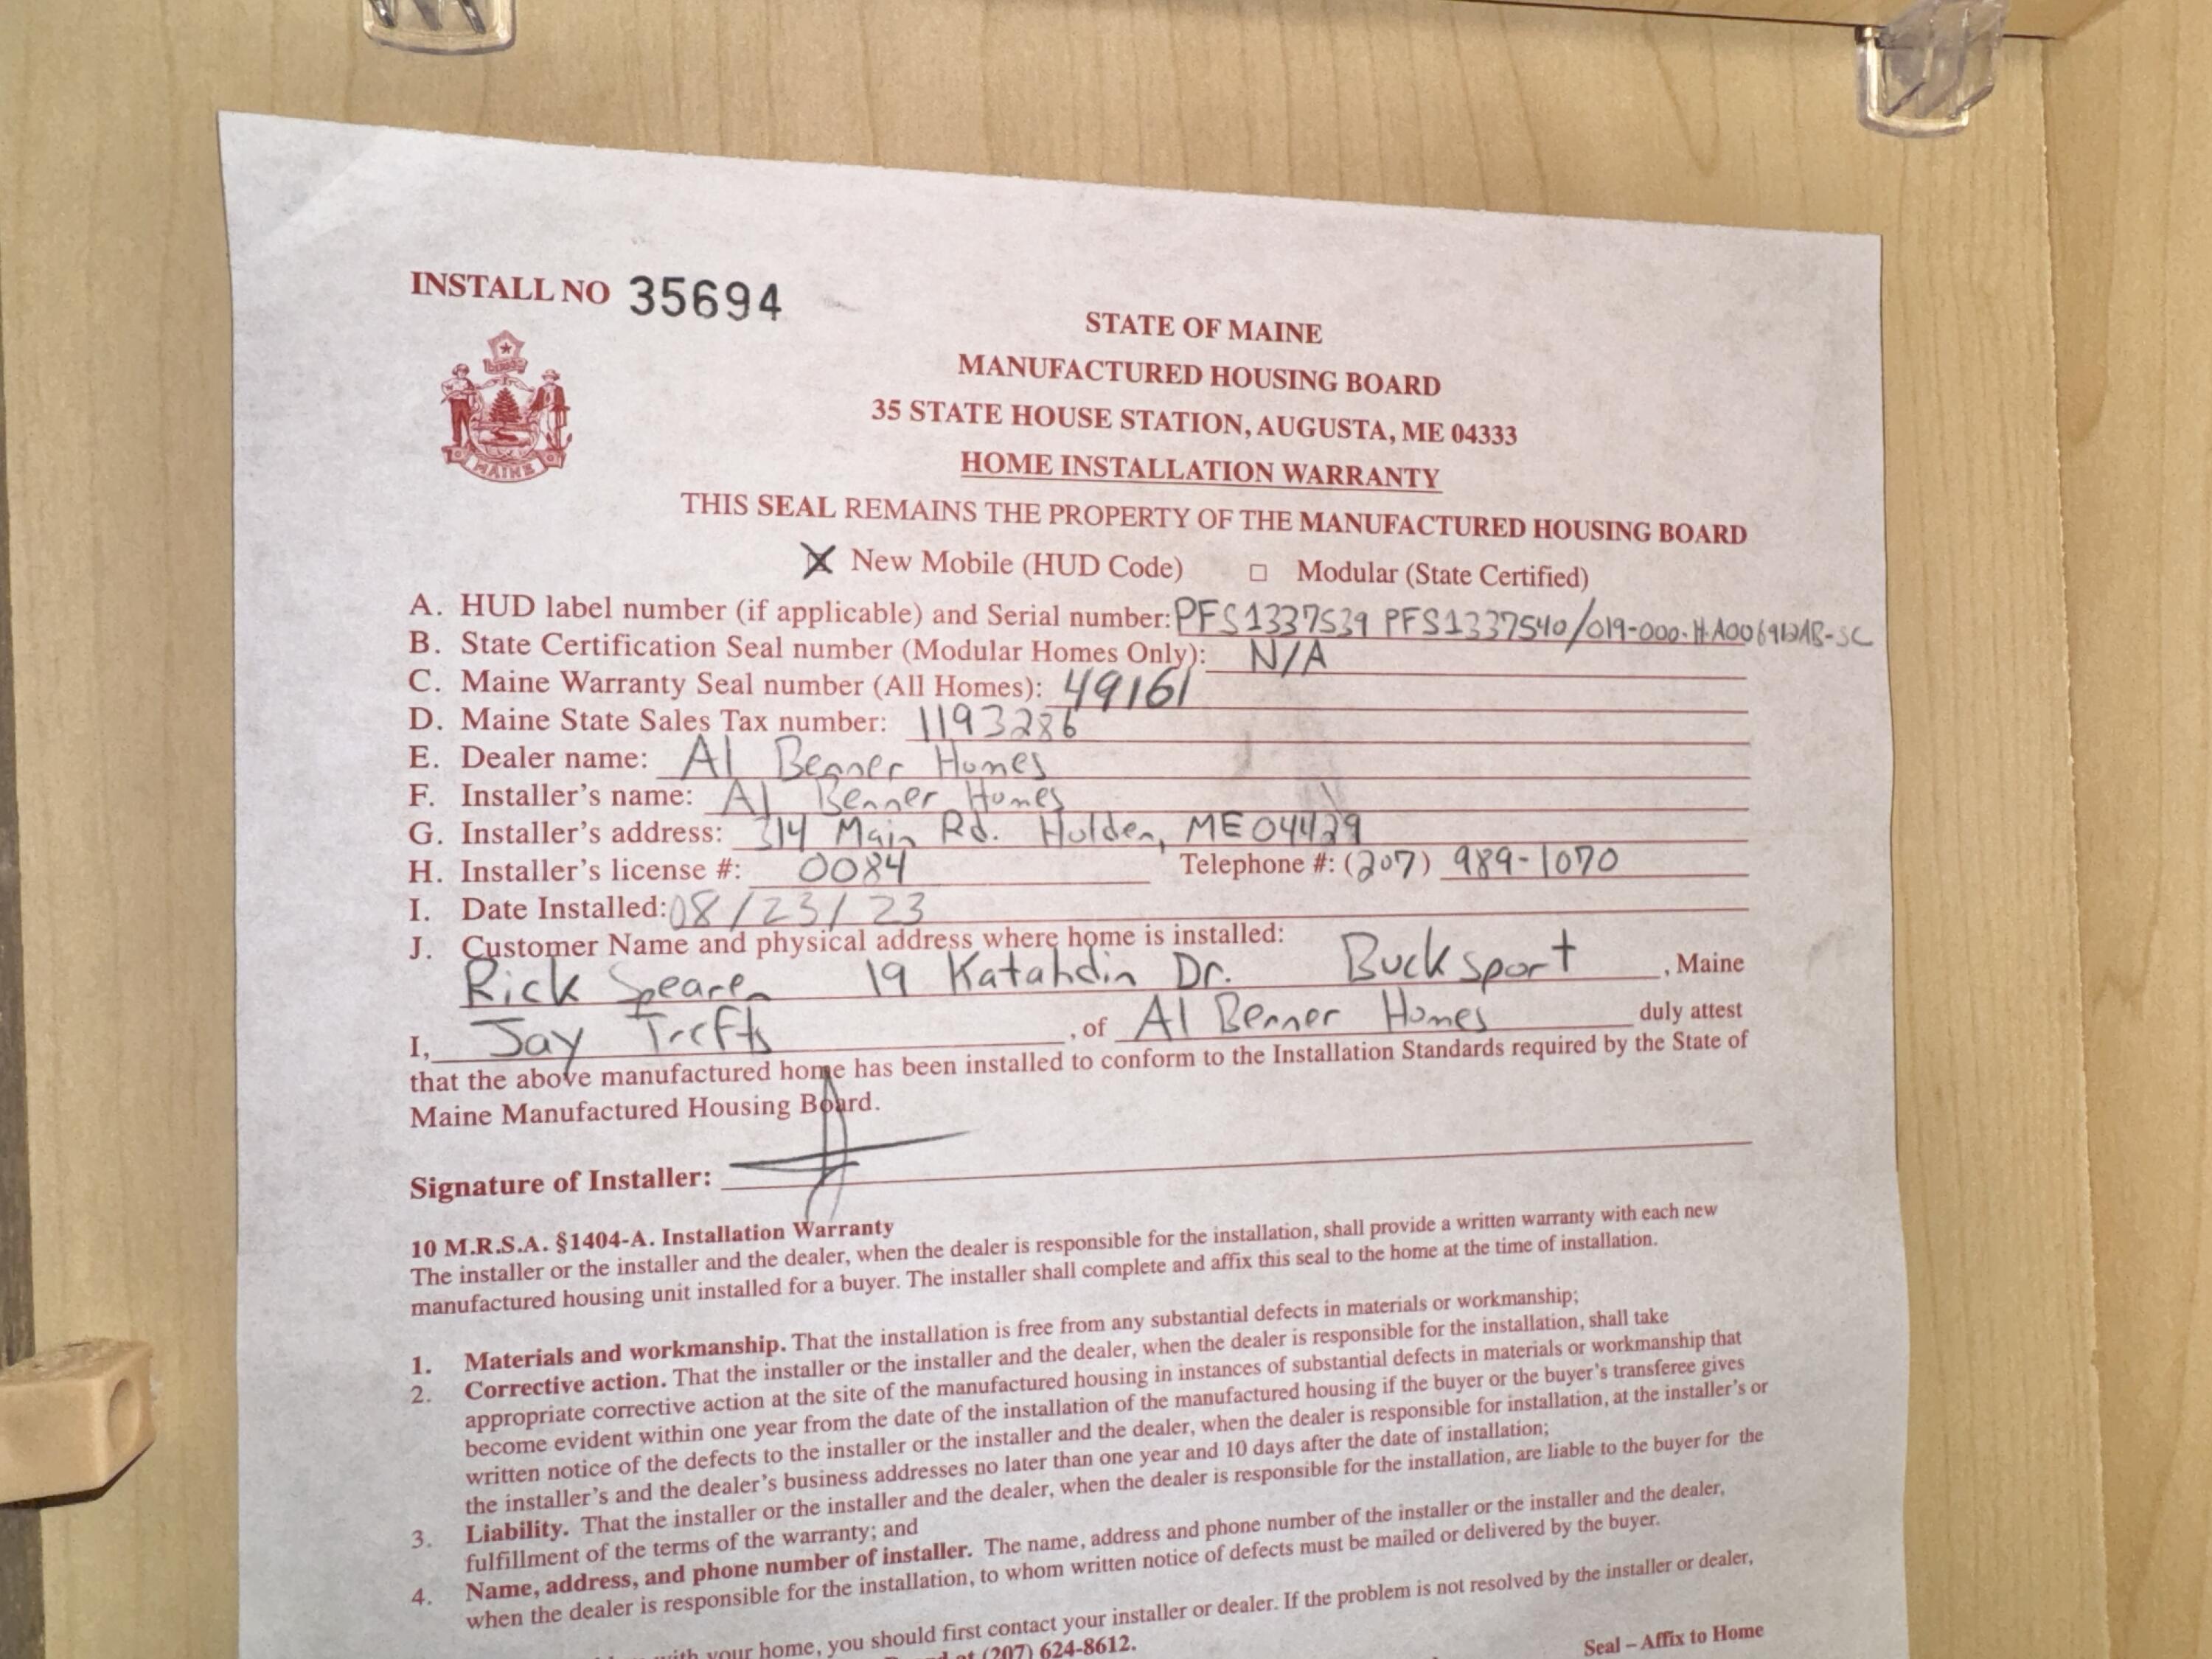 INSTALL NO 35694
MAINE
STATE OF MAINE
MANUFACTURED HOUSING BOARD
35 STATE HOUSE STATION, AUGUSTA, ME 04333
HOME INSTALLATION WARRANTY
THIS SEAL REMAINS THE PROPERTY OF THE MANUFACTURED HOUSING BOARD
X New Mobile (HUD Code) □ Modular (State Certified)
A. HUD label number (if applicable) and Serial number: PFS1337539 PFS1337540/019-000-H-A006912AB-SC
B. State Certification Seal number (Modular Homes Only): N/A
C. Maine Warranty Seal number (All Homes): 49161
D. Maine State Sales Tax number: 1193286
E. Dealer name: Al Benner Homes
F. Installer's name: Al Benner Homes
G. Installer's address: 314 Main Rd. Holden, ME 04429
H. Installer's license #: 0084 Telephone #: (207) 989-1070
I. Date Installed: 08/23/23
J. Customer Name and physical address where home is installed:
Rick Spearen 19 Katahdin Dr. Bucksport, Maine
I, Jay Trefts, of Al Benner Homes duly attest
that the above manufactured home has been installed to conform to the Installation Standards required by the State of
Maine Manufactured Housing Board.
Signature of Installer:
10 M.R.S.A. §1404-A. Installation Warranty
The installer or the installer and the dealer, when the dealer is responsible for the installation, shall provide a written warranty with each new
manufactured housing unit installed for a buyer. The installer shall complete and affix this seal to the home at the time of installation.
1. Materials and workmanship. That the installation is free from any substantial defects in materials or workmanship;
2. Corrective action. That the installer or the installer and the dealer, when the dealer is responsible for the installation, shall take
appropriate corrective action at the site of the manufactured housing in instances of substantial defects in materials or workmanship that
become evident within one year from the date of the installation of the manufactured housing if the buyer or the buyer's transferee gives
written notice of the defects to the installer or the installer and the dealer, when the dealer is responsible for installation, at the installer's or
the installer's and the dealer's business addresses no later than one year and 10 days after the date of installation;
3. Liability. That the installer or the installer and the dealer, when the dealer is responsible for the installation, are liable to the buyer for the
fulfillment of the terms of the warranty; and
4. Name, address, and phone number of installer. The name, address and phone number of the installer or the installer and the dealer,
when the dealer is responsible for the installation, to whom written notice of defects must be mailed or delivered by the buyer.
with your home, you should first contact your installer or dealer. If the problem is not resolved by the installer or dealer,
at (207) 624-8612.
Seal – Affix to Home